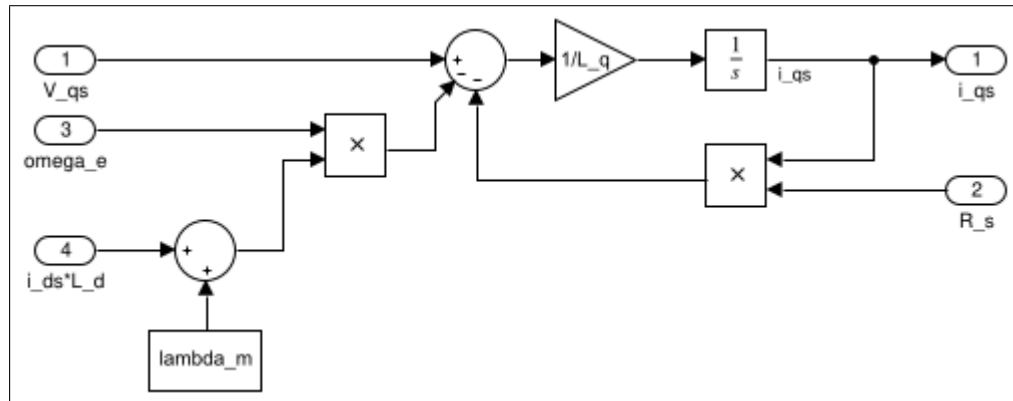 1
V_qs
+
−
−
1/L_q
1
s
i_qs
1
i_qs
3
omega_e
×
×
2
R_s
4
i_ds*L_d
+
+
lambda_m